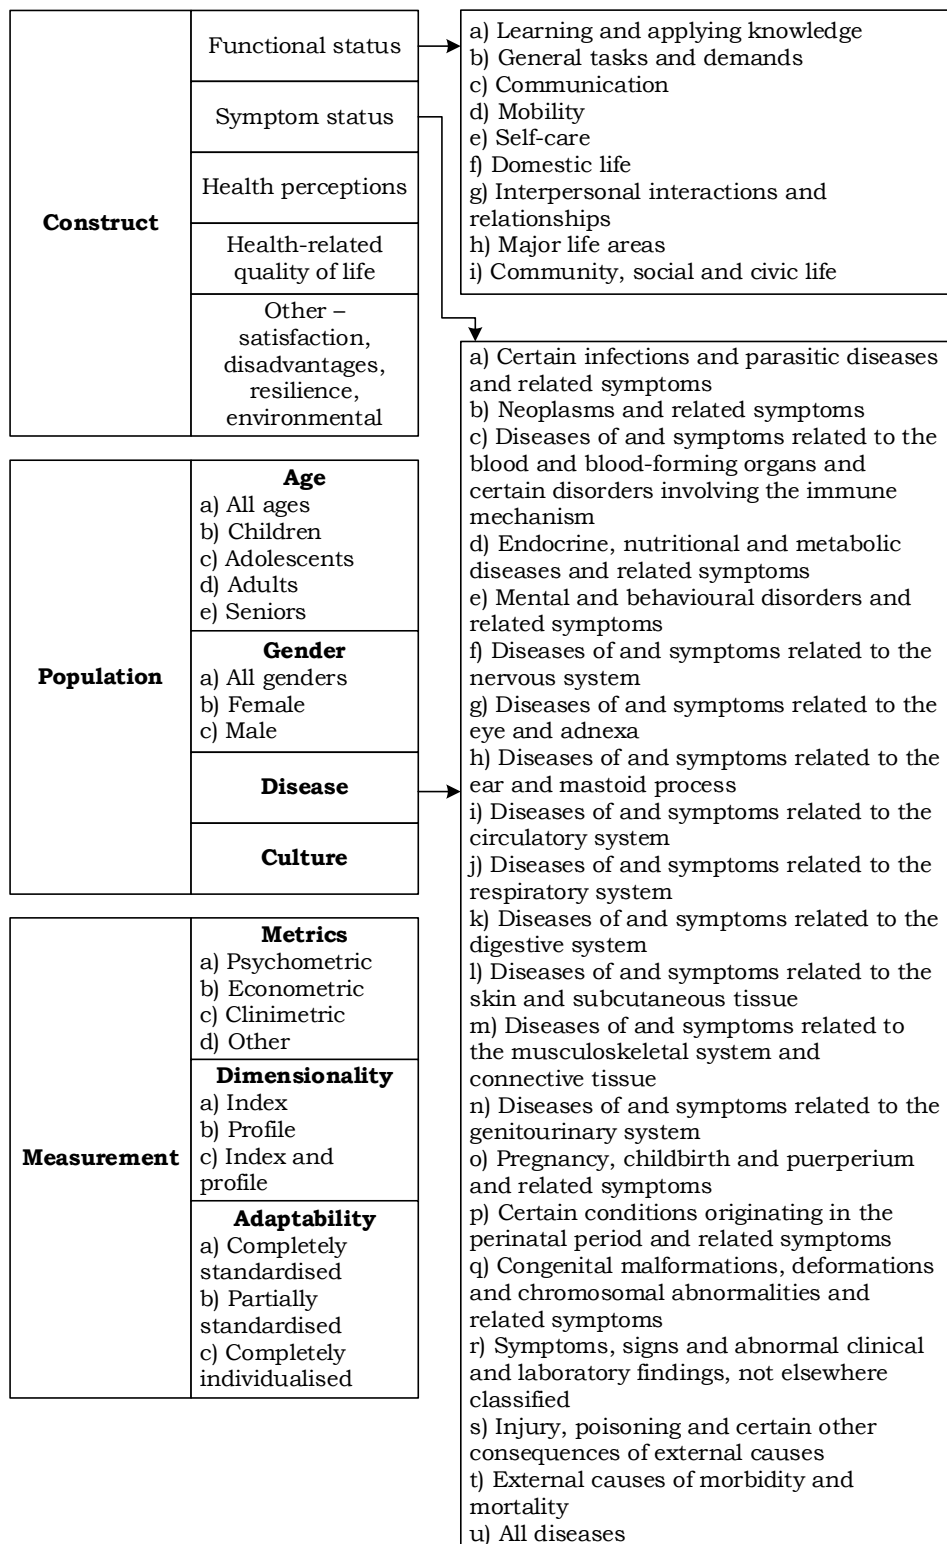 Construct
Functional status
Symptom status
Health perceptions
Health-related
quality of life
Other –
satisfaction,
disadvantages,
resilience,
environmental
a) Learning and applying knowledge
b) General tasks and demands
c) Communication
d) Mobility
e) Self-care
f) Domestic life
g) Interpersonal interactions and
relationships
h) Major life areas
i) Community, social and civic life
Population
Age
a) All ages
b) Children
c) Adolescents
d) Adults
e) Seniors
Gender
a) All genders
b) Female
c) Male
Disease
Culture
Measurement
Metrics
a) Psychometric
b) Econometric
c) Clinimetric
d) Other
Dimensionality
a) Index
b) Profile
c) Index and
profile
Adaptability
a) Completely
standardised
b) Partially
standardised
c) Completely
individualised
a) Certain infections and parasitic diseases
and related symptoms
b) Neoplasms and related symptoms
c) Diseases of and symptoms related to the
blood and blood-forming organs and
certain disorders involving the immune
mechanism
d) Endocrine, nutritional and metabolic
diseases and related symptoms
e) Mental and behavioural disorders and
related symptoms
f) Diseases of and symptoms related to the
nervous system
g) Diseases of and symptoms related to the
eye and adnexa
h) Diseases of and symptoms related to the
ear and mastoid process
i) Diseases of and symptoms related to the
circulatory system
j) Diseases of and symptoms related to the
respiratory system
k) Diseases of and symptoms related to the
digestive system
l) Diseases of and symptoms related to the
skin and subcutaneous tissue
m) Diseases of and symptoms related to
the musculoskeletal system and
connective tissue
n) Diseases of and symptoms related to the
genitourinary system
o) Pregnancy, childbirth and puerperium
and related symptoms
p) Certain conditions originating in the
perinatal period and related symptoms
q) Congenital malformations, deformations
and chromosomal abnormalities and
related symptoms
r) Symptoms, signs and abnormal clinical
and laboratory findings, not elsewhere
classified
s) Injury, poisoning and certain other
consequences of external causes
t) External causes of morbidity and
mortality
u) All diseases